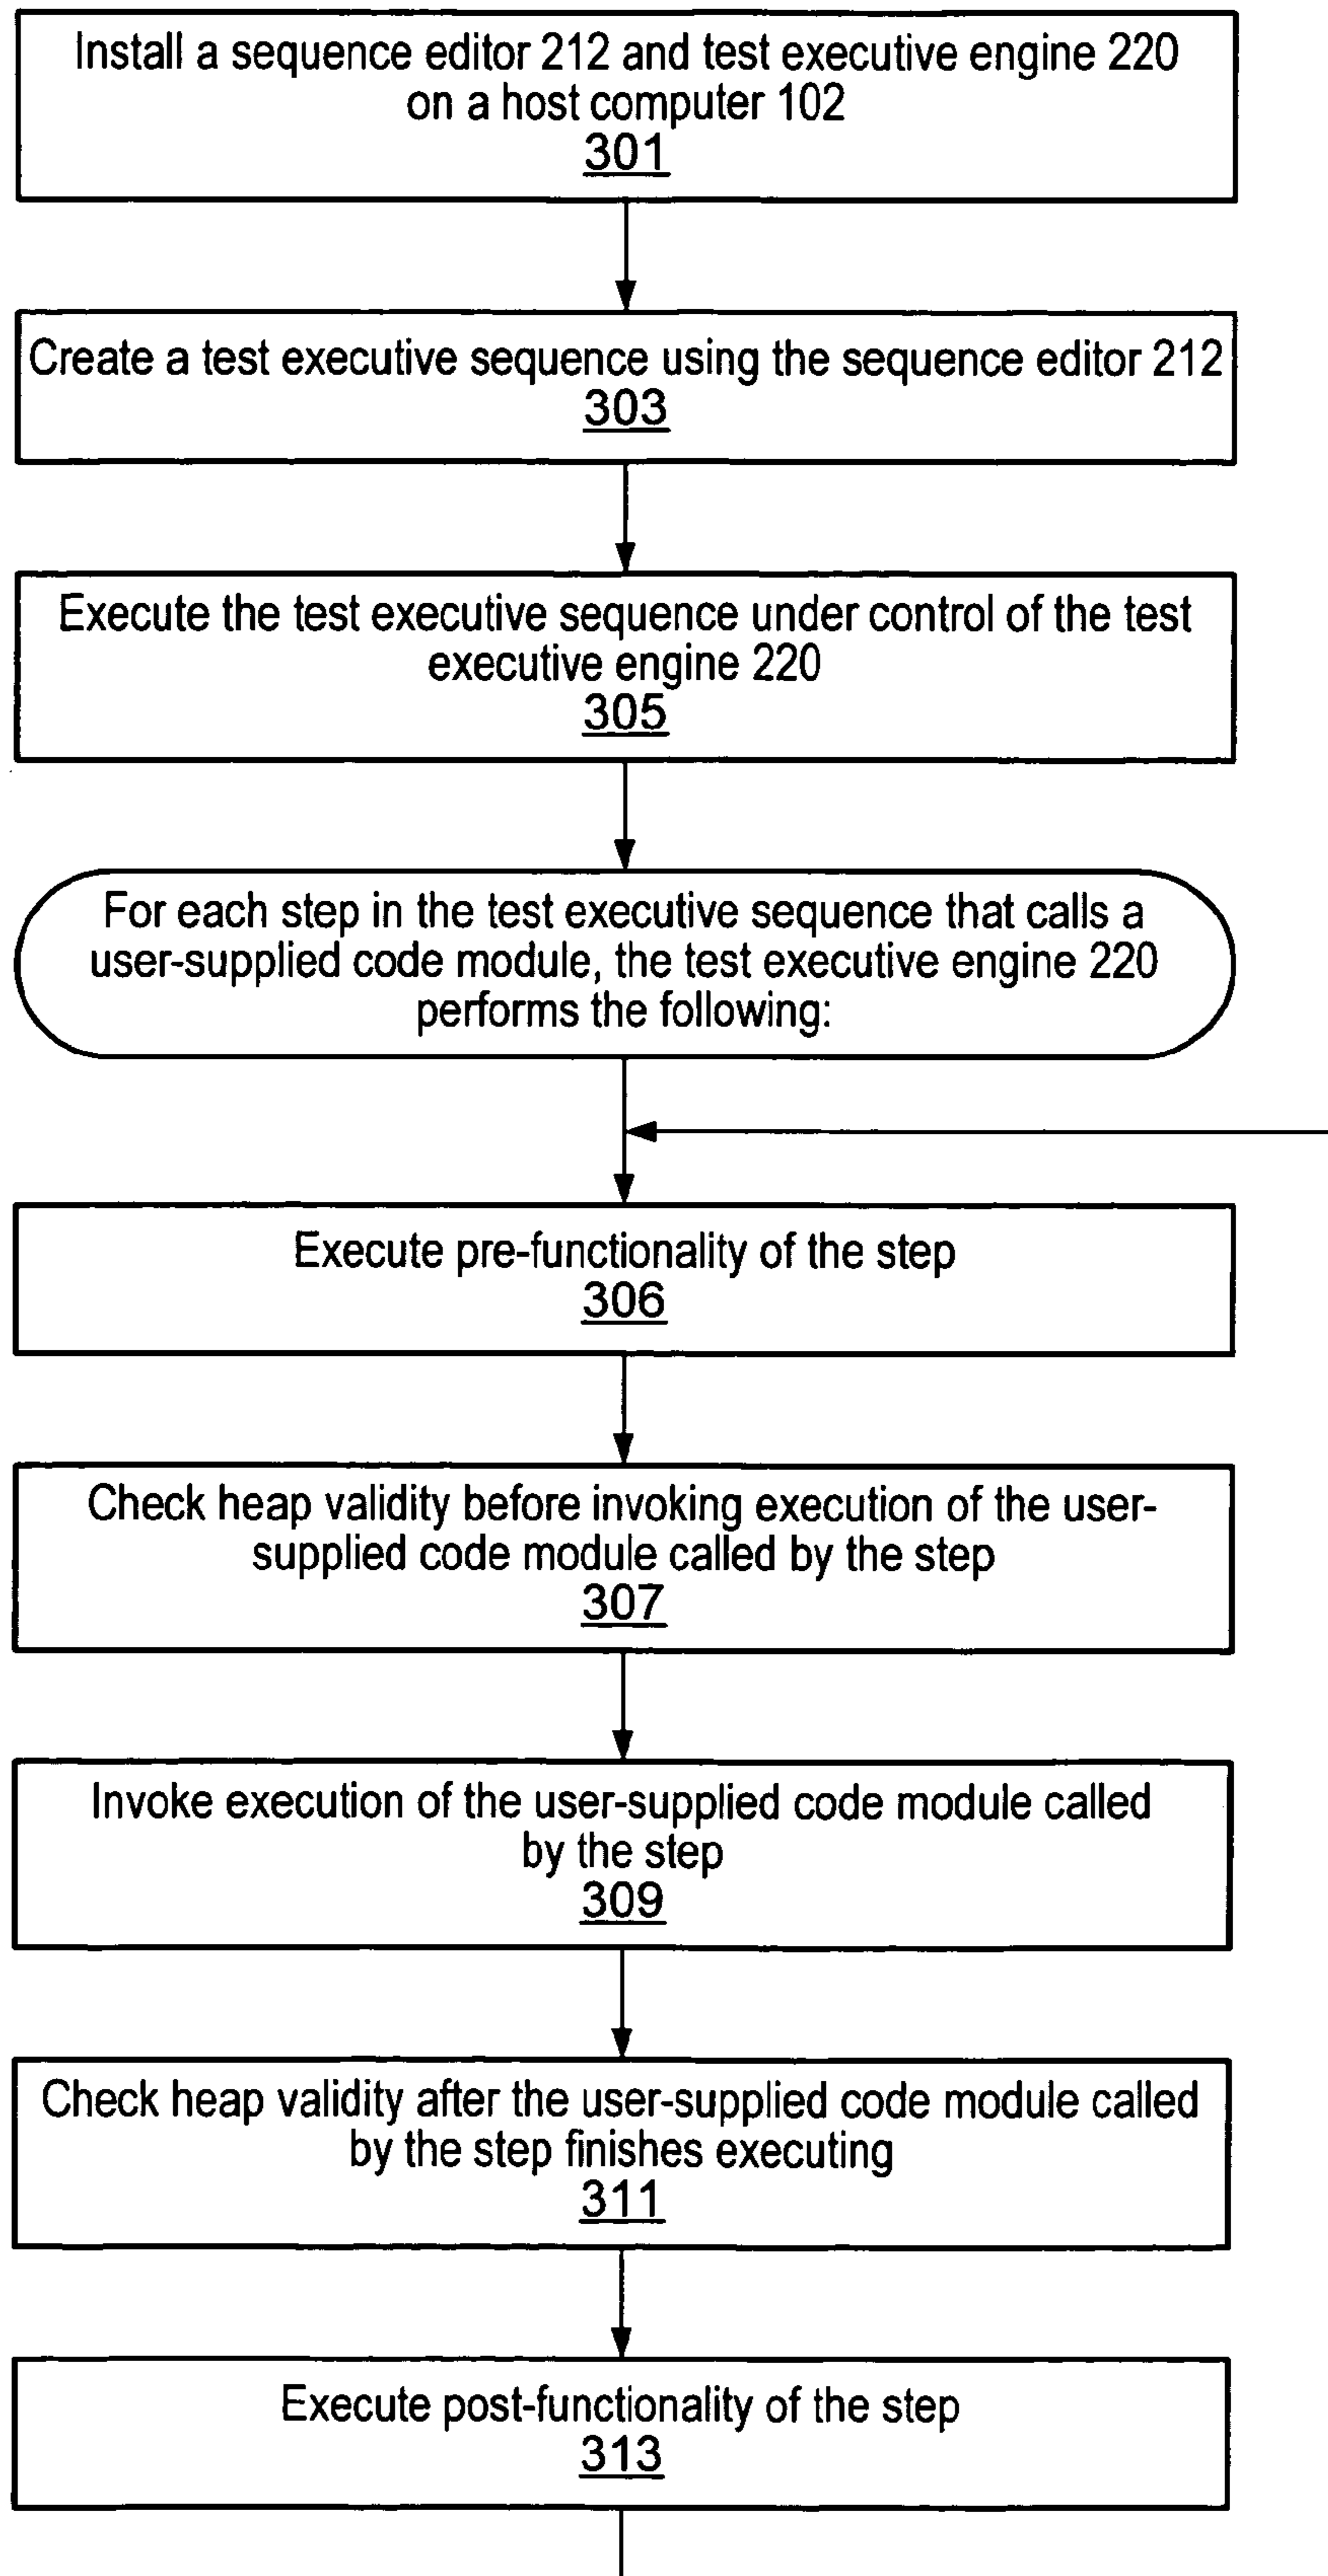 Install a sequence editor 212 and test executive engine 220
on a host computer 102
301
Create a test executive sequence using the sequence editor 212
303
Execute the test executive sequence under control of the test
executive engine 220
305
For each step in the test executive sequence that calls a
user-supplied code module, the test executive engine 220
performs the following:
Execute pre-functionality of the step
306
Check heap validity before invoking execution of the user-
supplied code module called by the step
307
Invoke execution of the user-supplied code module called
by the step
309
Check heap validity after the user-supplied code module called
by the step finishes executing
311
Execute post-functionality of the step
313